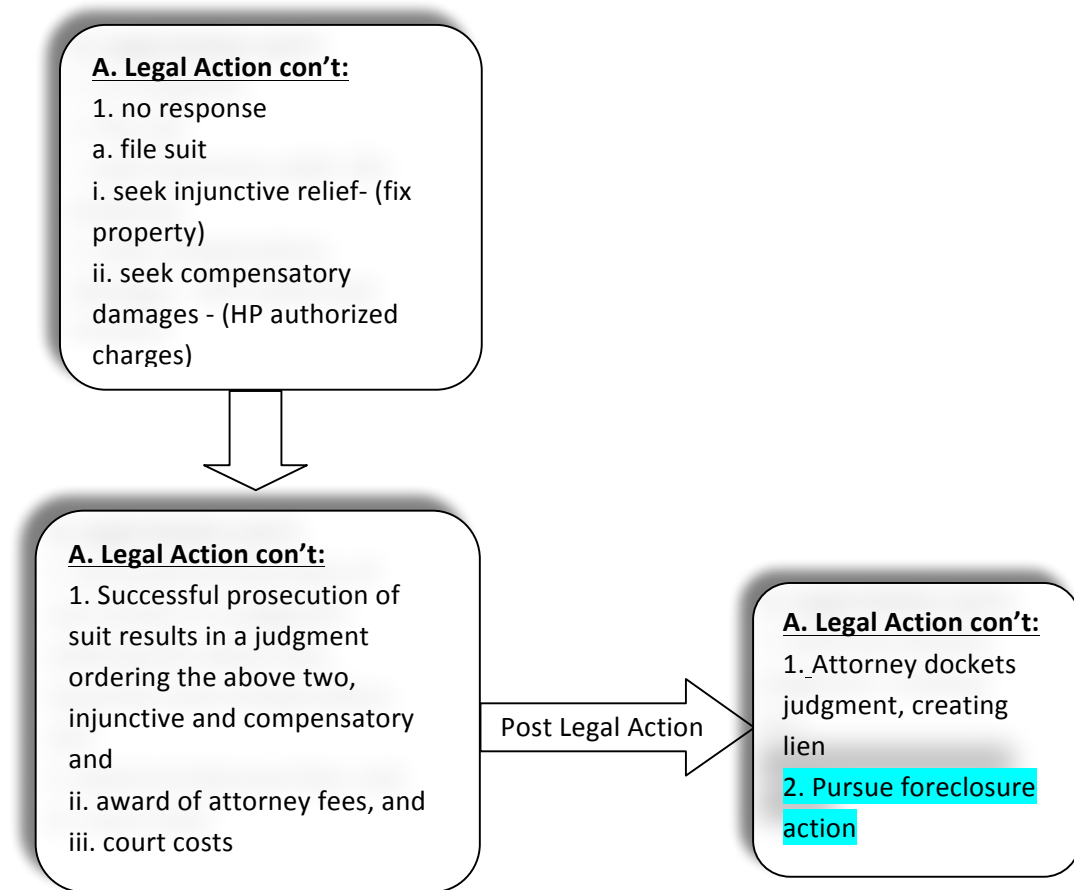 A. Legal Action con’t:
1. no response
a. file suit
i. seek injunctive relief- (fix
property)
ii. seek compensatory
damages - (HP authorized
charges)
A. Legal Action con’t:
1. Successful prosecution of
suit results in a judgment
ordering the above two,
injunctive and compensatory
and
ii. award of attorney fees, and
iii. court costs
Post Legal Action
A. Legal Action con’t:
1. Attorney dockets
judgment, creating
lien
2. Pursue foreclosure
action